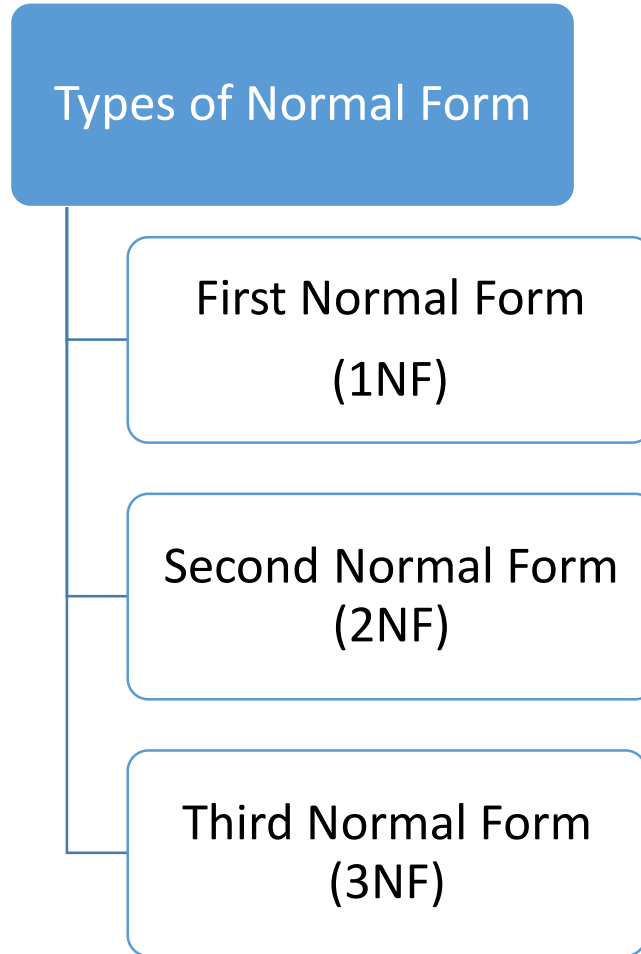 Types of Normal Form
First Normal Form
(1NF)
Second Normal Form
(2NF)
Third Normal Form
(3NF)